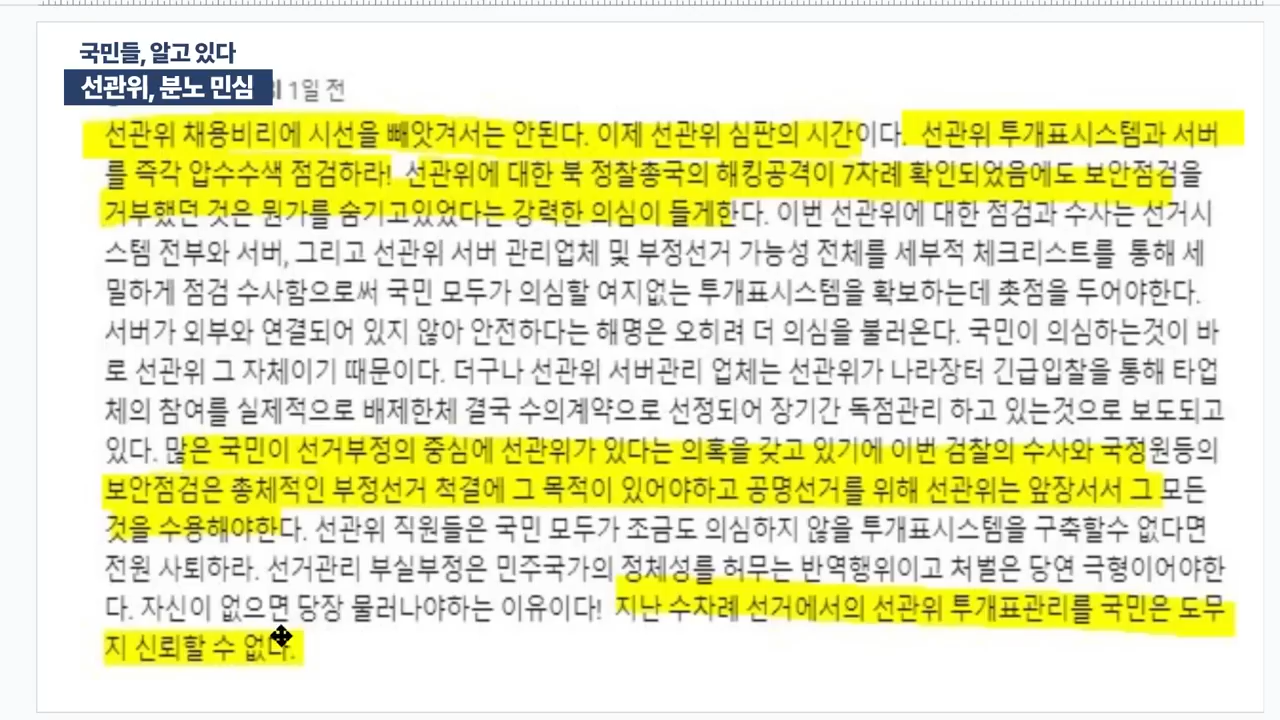 국민들, 알고 있다
선관위, 분노 민심
1일 전
선관위 채용비리에 시선을 빼앗겨서는 안된다. 이제 선관위 심판의 시간이다. 선관위 투개표시스템과 서버
를 즉각 압수수색 점검하라! 선관위에 대한 북 정찰총국의 해킹공격이 7차례 확인되었음에도 보안점검을
거부했던 것은 뭔가를 숨기고있었다는 강력한 의심이 들게한다. 이번 선관위에 대한 점검과 수사는 선거시
스템 전부와 서버, 그리고 선관위 서버 관리업체 및 부정선거 가능성 전체를 세부적 체크리스트를 통해 세
밀하게 점검 수사함으로써 국민 모두가 의심할 여지없는 투개표시스템을 확보하는데 촛점을 두어야한다.
서버가 외부와 연결되어 있지 않아 안전하다는 해명은 오히려 더 의심을 불러온다. 국민이 의심하는것이 바
로 선관위 그 자체이기 때문이다. 더구나 선관위 서버관리 업체는 선관위가 나라장터 긴급입찰을 통해 타업
체의 참여를 실제적으로 배제한체 결국 수의계약으로 선정되어 장기간 독점관리 하고 있는것으로 보도되고
있다. 많은 국민이 선거부정의 중심에 선관위가 있다는 의혹을 갖고 있기에 이번 검찰의 수사와 국정원등의
보안점검은 총체적인 부정선거 척결에 그 목적이 있어야하고 공명선거를 위해 선관위는 앞장서서 그 모든
것을 수용해야한다. 선관위 직원들은 국민 모두가 조금도 의심하지 않을 투개표시스템을 구축할수 없다면
전원 사퇴하라. 선거관리 부실부정은 민주국가의 정체성를 허무는 반역행위이고 처벌은 당연 극형이어야한
다. 자신이 없으면 당장 물러나야하는 이유이다! 지난 수차례 선거에서의 선관위 투개표관리를 국민은 도무
지 신뢰할 수 없다.